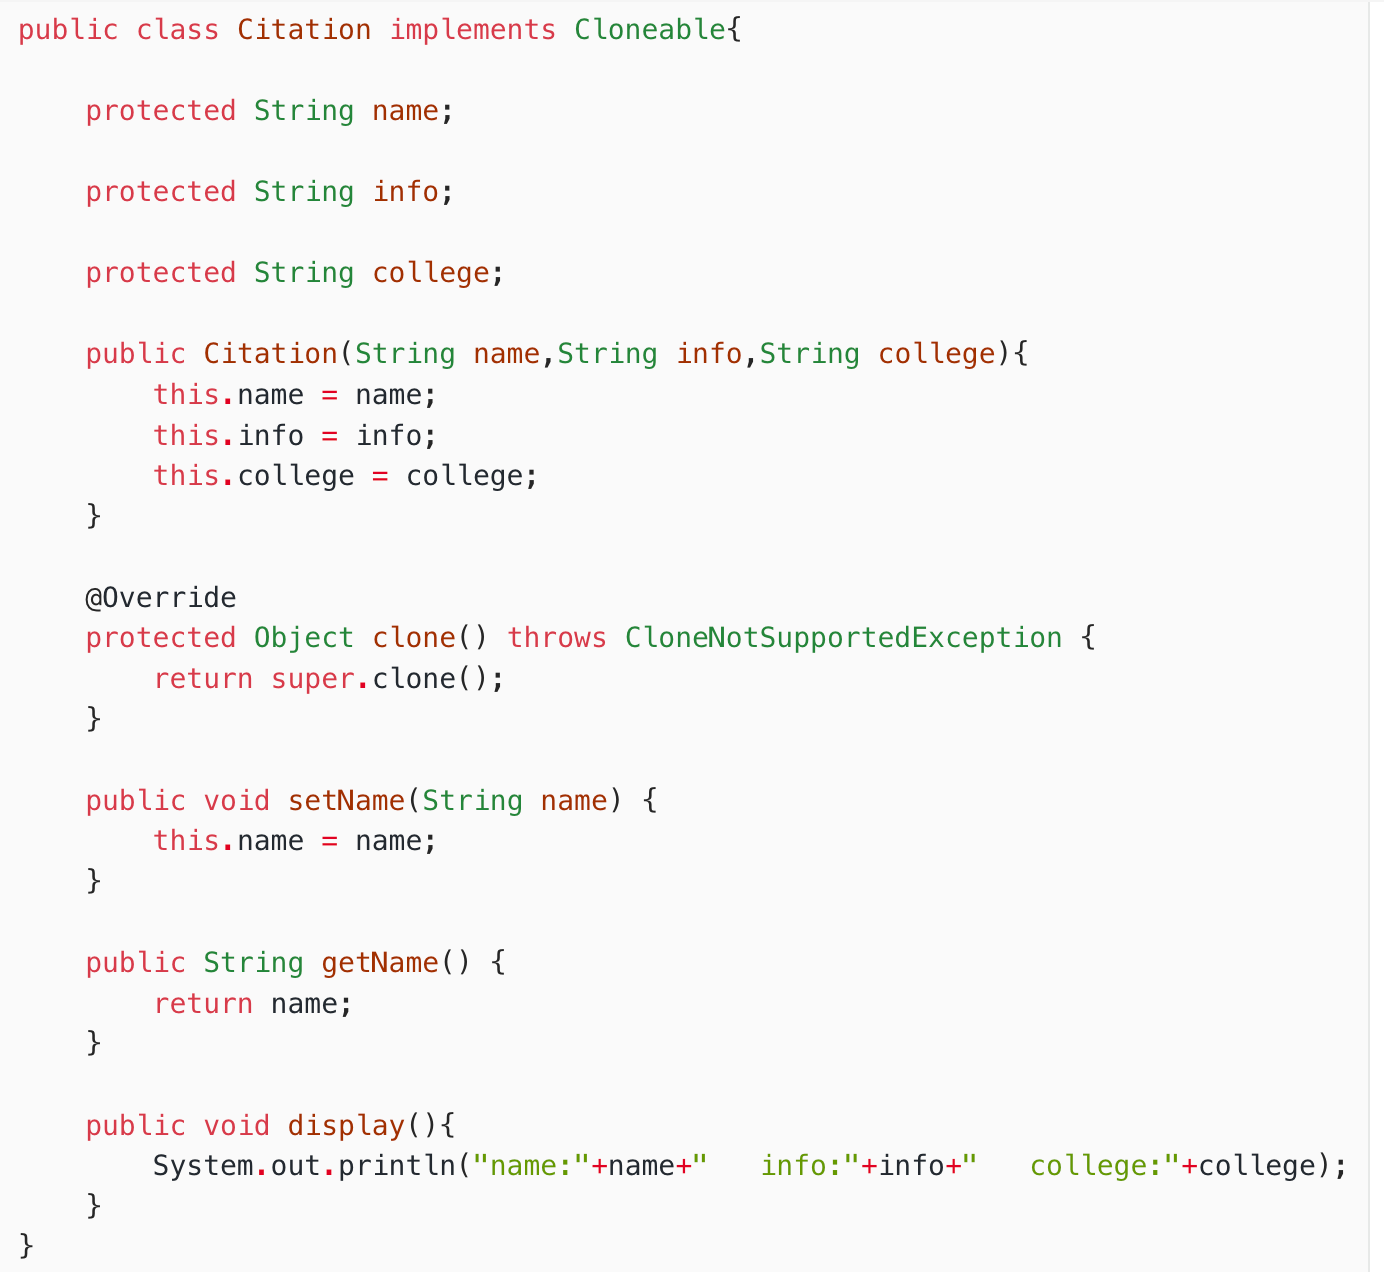 public class Citation implements Cloneable{
    protected String name;
    protected String info;
    protected String college;
    public Citation(String name,String info,String college){
        this.name = name;
        this.info = info;
        this.college = college;
    }
    @Override
    protected Object clone() throws CloneNotSupportedException {
        return super.clone();
    }
    public void setName(String name) {
        this.name = name;
    }
    public String getName() {
        return name;
    }
    public void display(){
        System.out.println("name:"+name+"   info:"+info+"   college:"+college);
    }
}